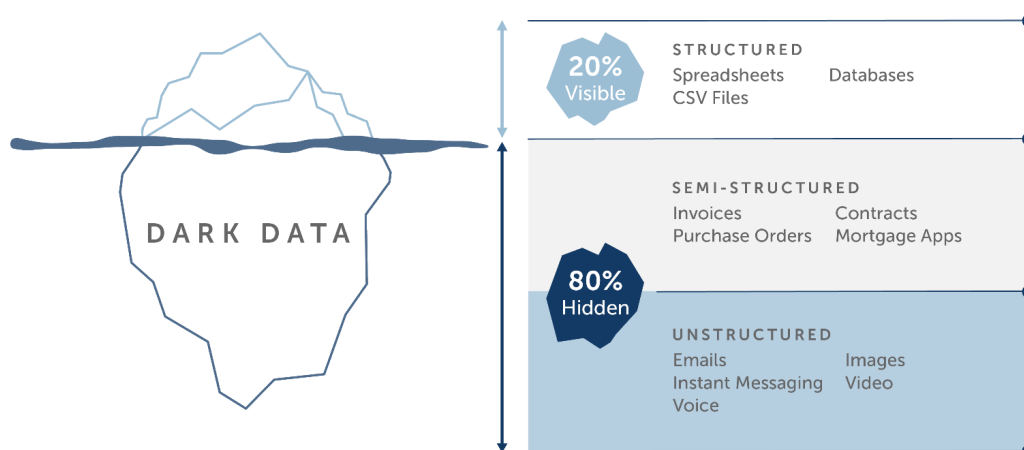 DARK DATA
20%
Visible
STRUCTURED
Spreadsheets Databases
CSV Files
SEMI-STRUCTURED
Invoices Contracts
Purchase Orders Mortgage Apps
80%
Hidden
UNSTRUCTURED
Emails Images
Instant Messaging Video
Voice